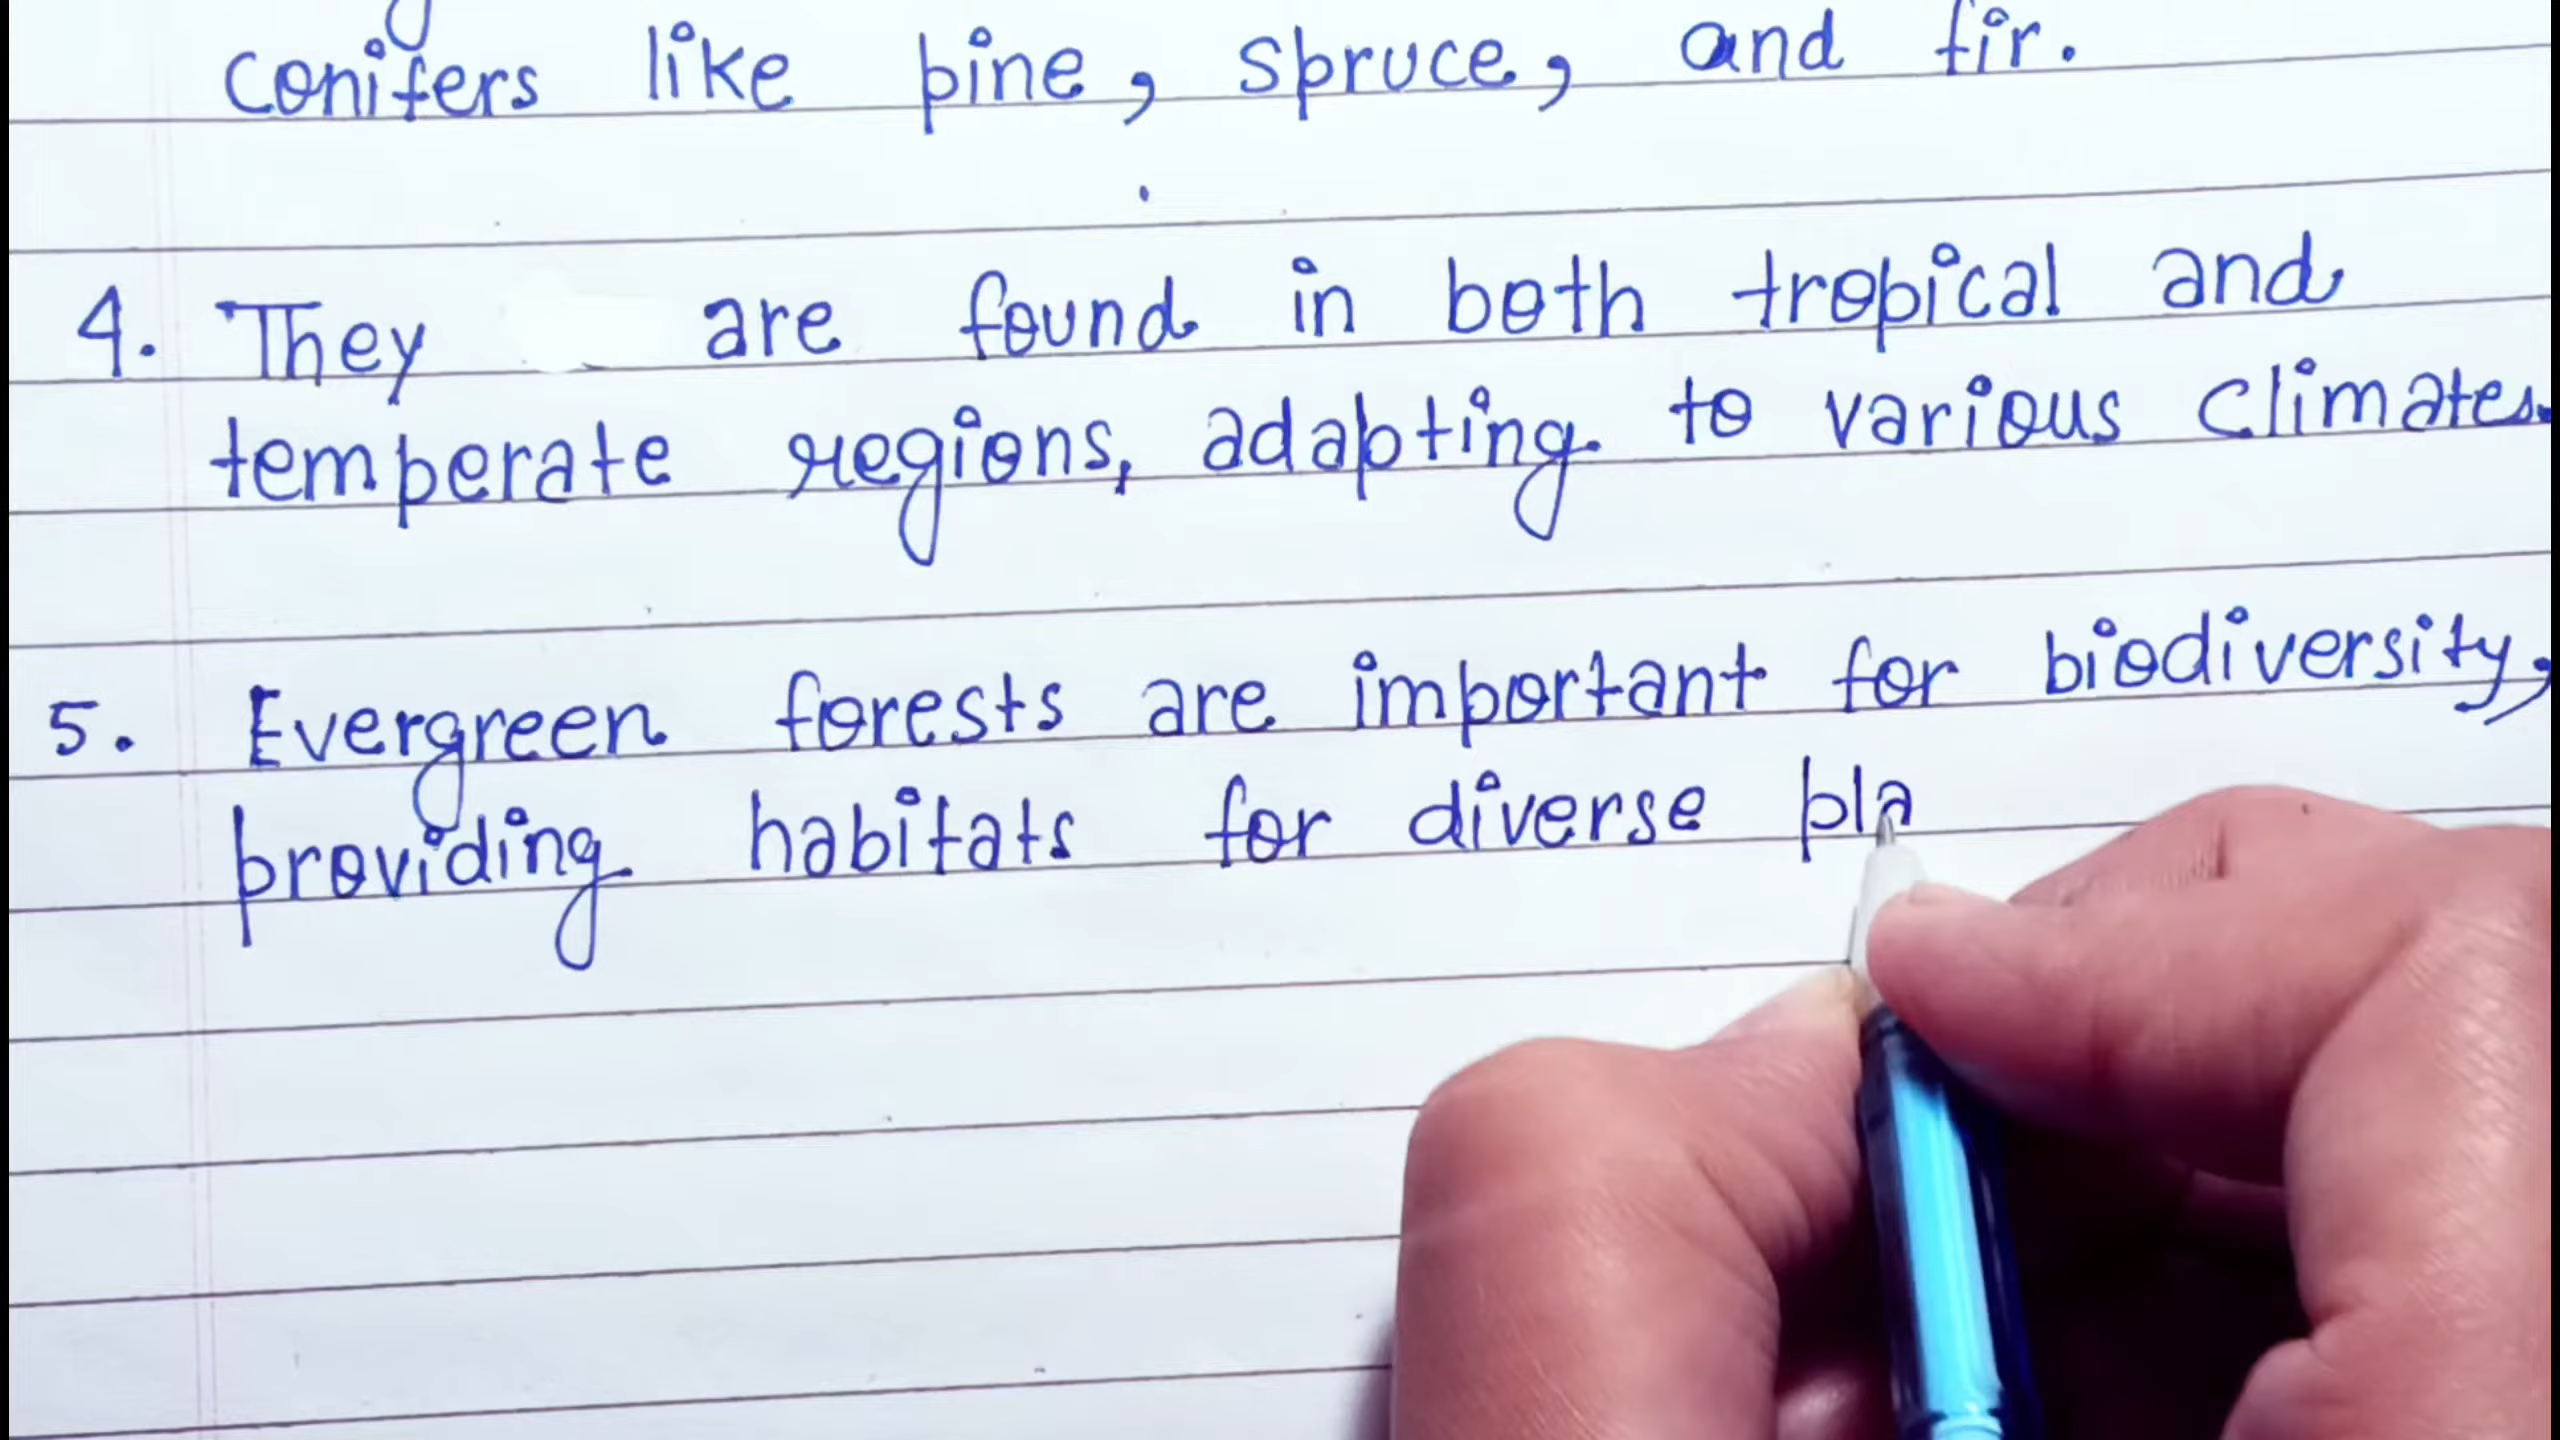 conifers like pine, spruce, and fir.
4. They are found in both tropical and
temperate regions, adapting to various climates.
5. Evergreen forests are important for biodiversity,
providing habitats for diverse pla